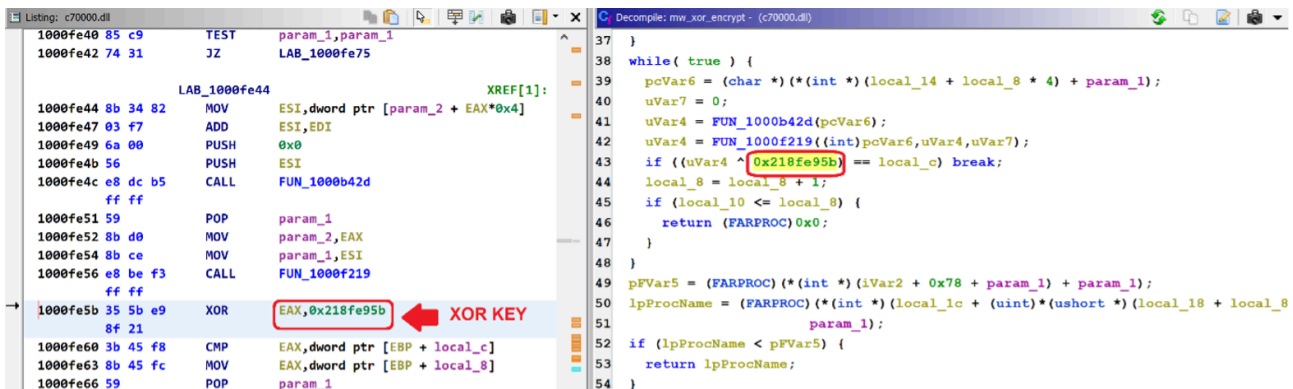 Listing: c70000.dll
1000fe40 85 c9 TEST param_1,param_1
1000fe42 74 31 JZ LAB_1000fe75
LAB_1000fe44 XREF[1]:
1000fe44 8b 34 82 MOV ESI,dword ptr [param_2 + EAX*0x4]
1000fe47 03 f7 ADD ESI,EDI
1000fe49 6a 00 PUSH 0x0
1000fe4b 56 PUSH ESI
1000fe4c e8 dc b5 CALL FUN_1000b42d
ff ff
1000fe51 59 POP param_1
1000fe52 8b d0 MOV param_2,EAX
1000fe54 8b ce MOV param_1,ESI
1000fe56 e8 be f3 CALL FUN_1000f219
ff ff
1000fe5b 35 5b e9 XOR EAX,0x218fe95b XOR KEY
8f 21
1000fe60 3b 45 f8 CMP EAX,dword ptr [EBP + local_c]
1000fe63 8b 45 fc MOV EAX,dword ptr [EBP + local_8]
1000fe66 59 POP param_1
Decompile: mw_xor_encrypt - (c70000.dll)
37 }
38 while( true ) {
39 pcVar6 = (char *)(*(int *)(local_14 + local_8 * 4) + param_1);
40 uVar7 = 0;
41 uVar4 = FUN_1000b42d(pcVar6);
42 uVar4 = FUN_1000f219((int)pcVar6,uVar4,uVar7);
43 if ((uVar4 ^ 0x218fe95b) == local_c) break;
44 local_8 = local_8 + 1;
45 if (local_10 <= local_8) {
46 return (FARPROC)0x0;
47 }
48 }
49 pFVar5 = (FARPROC)(*(int *)(iVar2 + 0x78 + param_1) + param_1);
50 lpProcName = (FARPROC)(*(int *)(local_1c + (uint)*(ushort *)(local_18 + local_8
51 param_1);
52 if (lpProcName < pFVar5) {
53 return lpProcName;
54 }